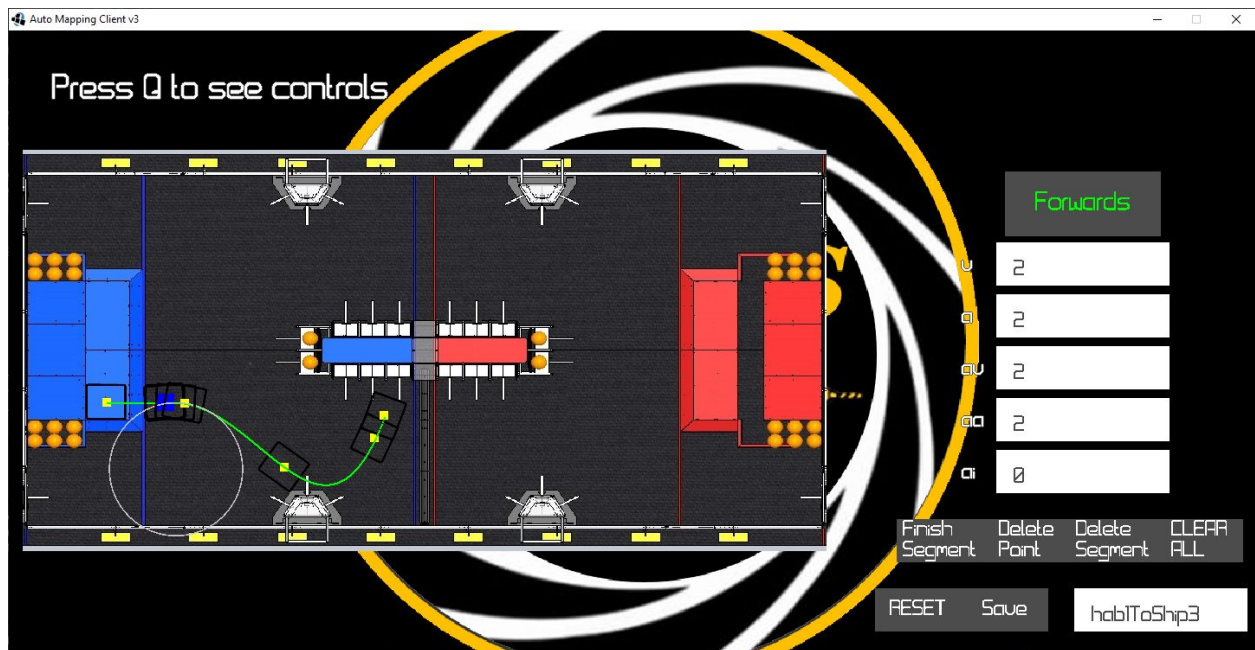 Auto Mapping Client v3
Press Q to see controls
Forwards
v 2
a 2
av 2
aa 2
ai 0
Finish Segment
Delete Point
Delete Segment
CLEAR ALL
RESET
Save
hab1ToShip3